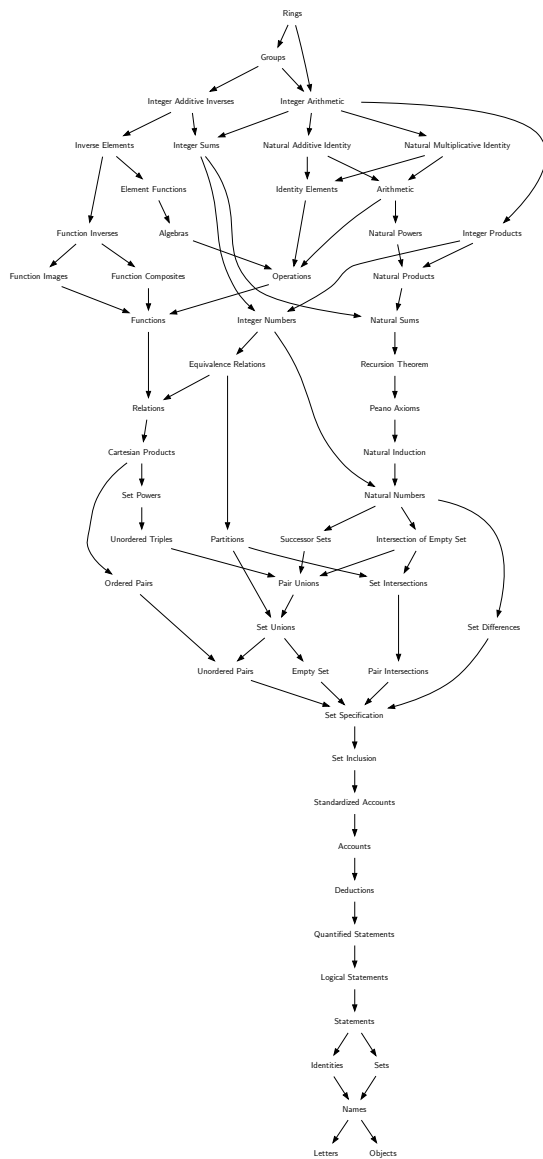 Rings
Groups
Integer Additive Inverses
Integer Arithmetic
Inverse Elements
Integer Sums
Natural Additive Identity
Natural Multiplicative Identity
Element Functions
Identity Elements
Arithmetic
Function Inverses
Algebras
Natural Powers
Integer Products
Function Images
Function Composites
Operations
Natural Products
Functions
Integer Numbers
Natural Sums
Equivalence Relations
Recursion Theorem
Relations
Peano Axioms
Cartesian Products
Natural Induction
Set Powers
Natural Numbers
Unordered Triples
Partitions
Successor Sets
Intersection of Empty Set
Ordered Pairs
Pair Unions
Set Intersections
Set Unions
Set Differences
Unordered Pairs
Empty Set
Pair Intersections
Set Specification
Set Inclusion
Standardized Accounts
Accounts
Deductions
Quantified Statements
Logical Statements
Statements
Identities
Sets
Names
Letters
Objects